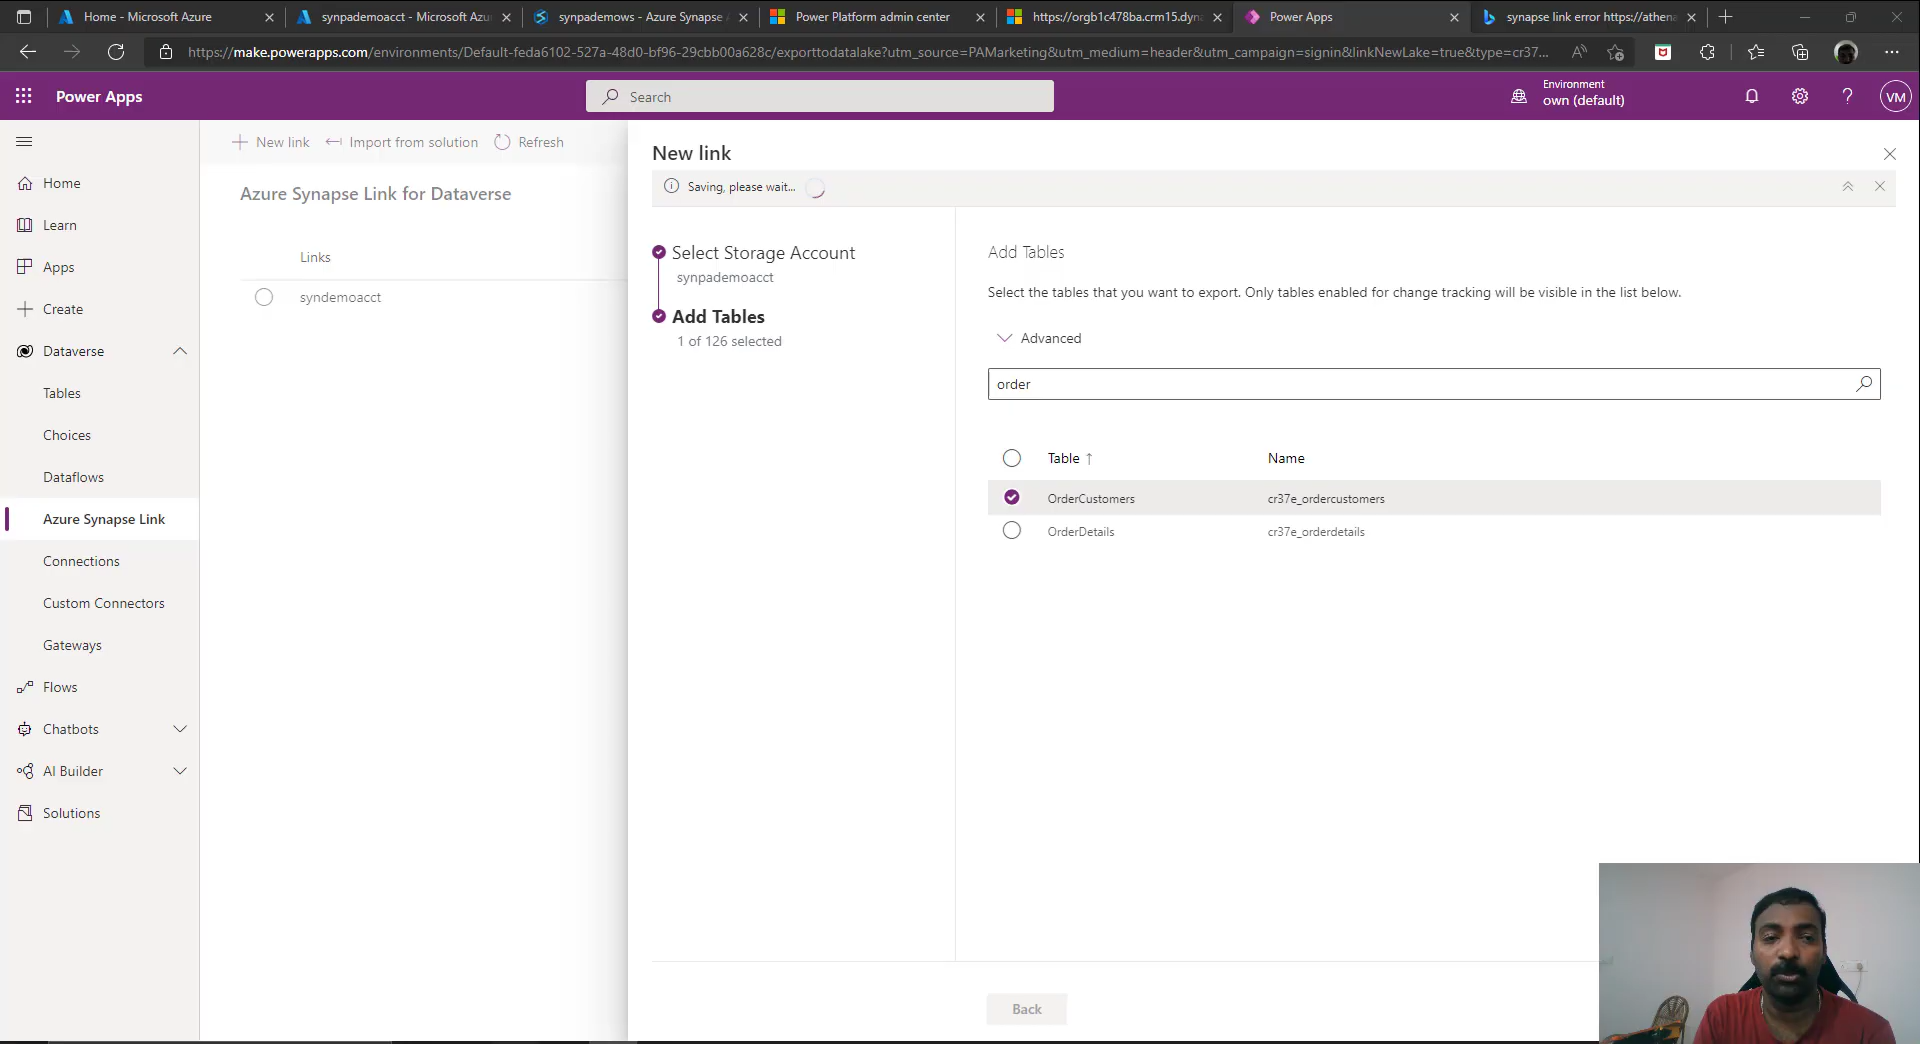 Home - Microsoft Azure
synpademoacct - Microsoft Azu
synpademows - Azure Synapse A
Power Platform admin center
https://orgb1c478ba.crm15.dyna
Power Apps
synapse link error https://athena
https://make.powerapps.com/environments/Default-feda6102-527a-48d0-bf96-29cbb00a628c/exporttodatalake?utm_source=PAMarketing&utm_medium=header&utm_campaign=signin&linkNewLake=true&type=cr37...
Power Apps
Search
Environment
own (default)
VM
New link
Import from solution
Refresh
Azure Synapse Link for Dataverse
Links
syndemoacct
Home
Learn
Apps
Create
Dataverse
Tables
Choices
Dataflows
Azure Synapse Link
Connections
Custom Connectors
Gateways
Flows
Chatbots
AI Builder
Solutions
New link
Saving, please wait...
Select Storage Account
synpademoacct
Add Tables
1 of 126 selected
Add Tables
Select the tables that you want to export. Only tables enabled for change tracking will be visible in the list below.
Advanced
order
Table ↑ Name
OrderCustomers cr37e_ordercustomers
OrderDetails cr37e_orderdetails
Back